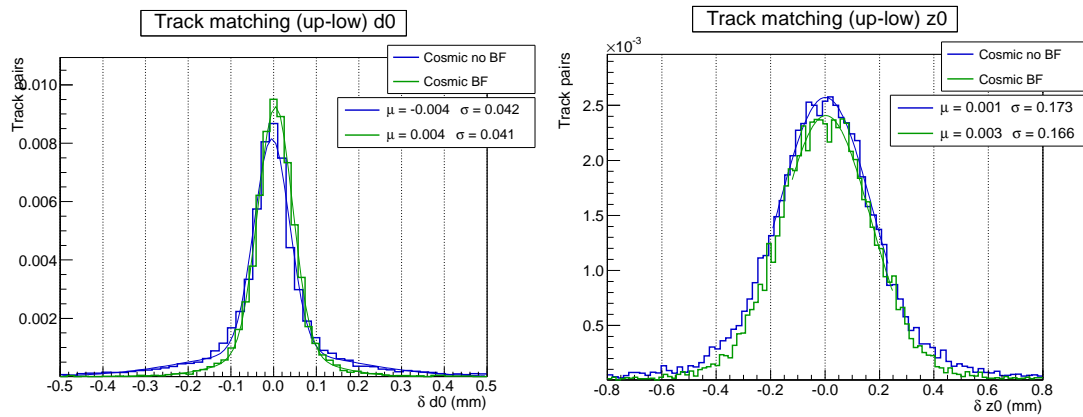 Track matching (up-low) d0
Track pairs
Cosmic no BF
Cosmic BF
μ = -0.004 σ = 0.042
μ = 0.004 σ = 0.041
0.010
0.008
0.006
0.004
0.002
-0.5 -0.4 -0.3 -0.2 -0.1 0.0 0.1 0.2 0.3 0.4 0.5
δ d0 (mm)
Track matching (up-low) z0
×10⁻³
Track pairs
Cosmic no BF
Cosmic BF
μ = 0.001 σ = 0.173
μ = 0.003 σ = 0.166
2.5
2.0
1.5
1.0
0.5
-0.8 -0.6 -0.4 -0.2 -0.0 0.2 0.4 0.6 0.8
δ z0 (mm)